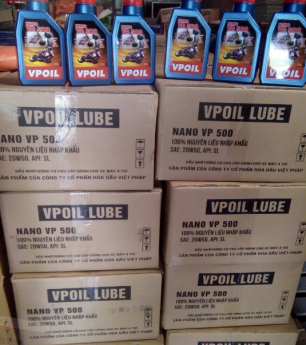 VPOIL
VPOIL
VPOIL
VPOIL
VPOIL
VPOIL
VPOIL LUBE
NANO VP 500
100% NGUYÊN LIỆU NHẬP KHẨU
SAE: 20W50, API: SL
SẢN PHẨM CỦA CÔNG TY CỔ PHẦN HÓA DẦU VIỆT PHÁP
VPOIL LUBE
NANO VP 500
100% NGUYÊN LIỆU NHẬP KHẨU
SAE: 20W50, API: SL
SẢN PHẨM CỦA CÔNG TY CỔ PHẦN HÓA DẦU VIỆT PHÁP
VPOIL LUBE
NANO VP 500
100% NGUYÊN LIỆU NHẬP KHẨU
SAE: 20W50, API: SL
SẢN PHẨM CỦA CÔNG TY CỔ PHẦN HÓA DẦU VIỆT PHÁP
VPOIL LUBE
NANO VP 500
100% NGUYÊN LIỆU NHẬP KHẨU
SAE: 20W50, API: SL
SẢN PHẨM CỦA CÔNG TY CỔ PHẦN HÓA DẦU VIỆT PHÁP
VPOIL LUBE
NANO VP 500
100% NGUYÊN LIỆU NHẬP KHẨU
VPOIL LUBE
NANO VP 500
100% NGUYÊN LIỆU NHẬP KHẨU
SAE: 20W50, API: SL